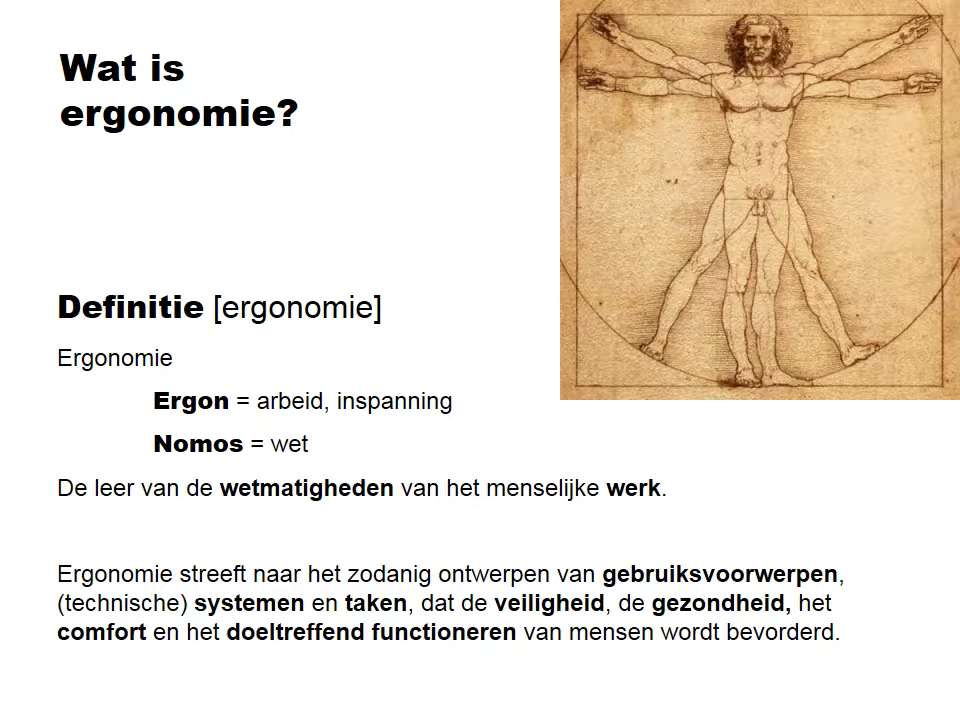 Wat is
ergonomie?
Definitie [ergonomie]
Ergonomie
Ergon = arbeid, inspanning
Nomos = wet
De leer van de wetmatigheden van het menselijke werk.
Ergonomie streeft naar het zodanig ontwerpen van gebruiksvoorwerpen,
(technische) systemen en taken, dat de veiligheid, de gezondheid, het
comfort en het doeltreffend functioneren van mensen wordt bevorderd.